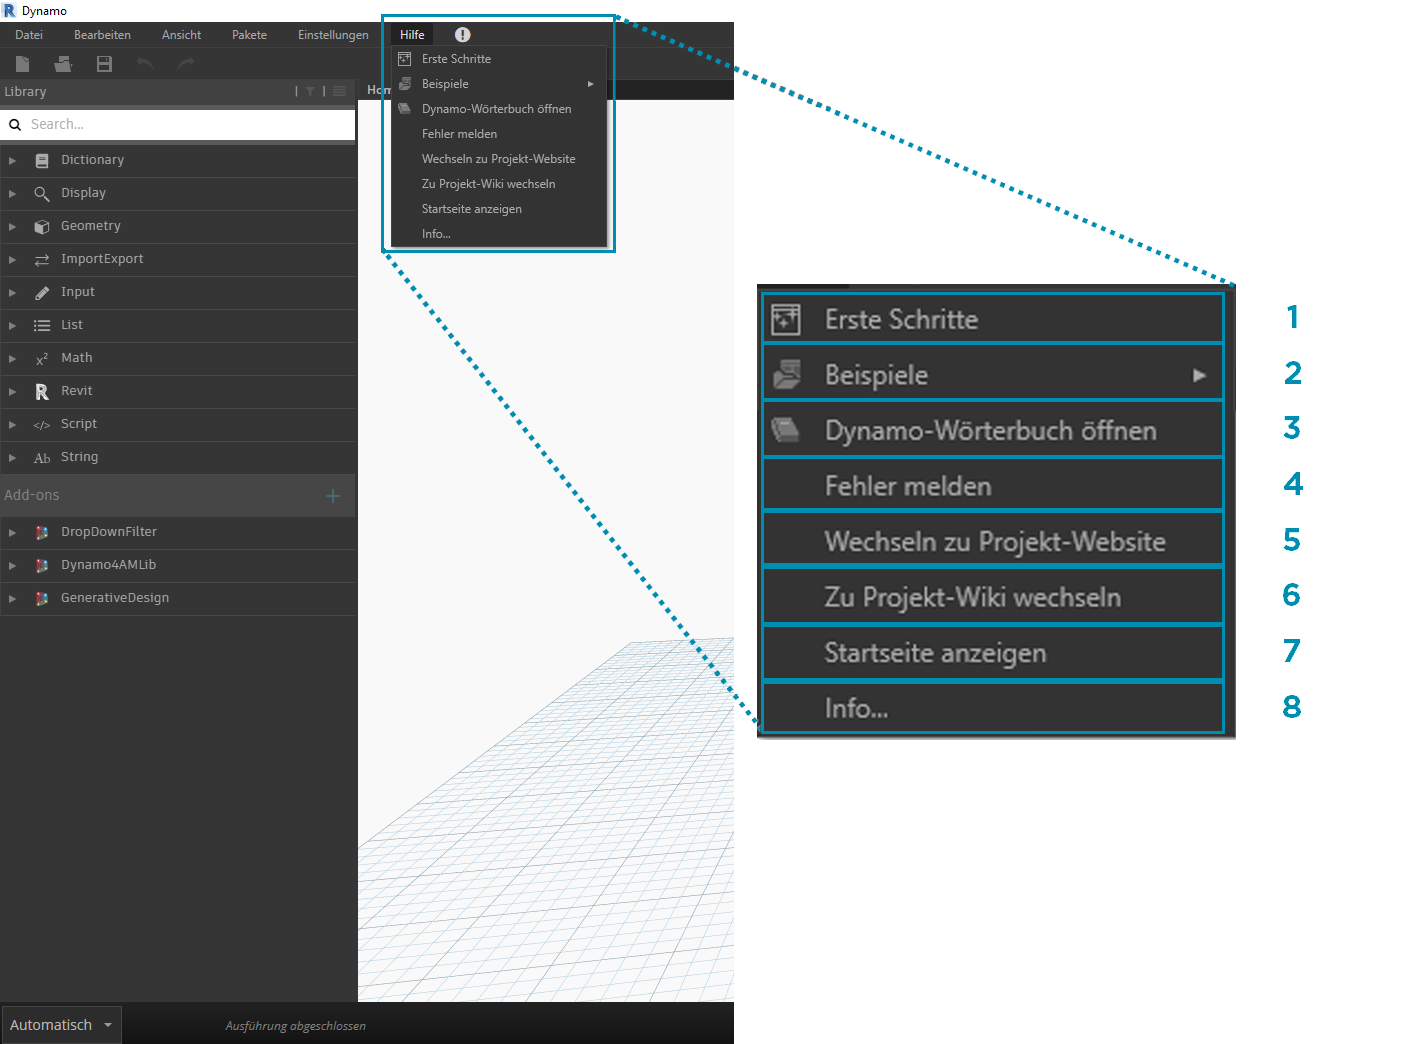 Dynamo
Datei Bearbeiten Ansicht Pakete Einstellungen Hilfe
Library
Search...
Dictionary
Display
Geometry
ImportExport
Input
List
Math
Revit
Script
String
Add-ons
DropDownFilter
Dynamo4AMLib
GenerativeDesign
Erste Schritte
Beispiele
Dynamo-Wörterbuch öffnen
Fehler melden
Wechseln zu Projekt-Website
Zu Projekt-Wiki wechseln
Startseite anzeigen
Info...
Erste Schritte 1
Beispiele 2
Dynamo-Wörterbuch öffnen 3
Fehler melden 4
Wechseln zu Projekt-Website 5
Zu Projekt-Wiki wechseln 6
Startseite anzeigen 7
Info... 8
Automatisch Ausführung abgeschlossen